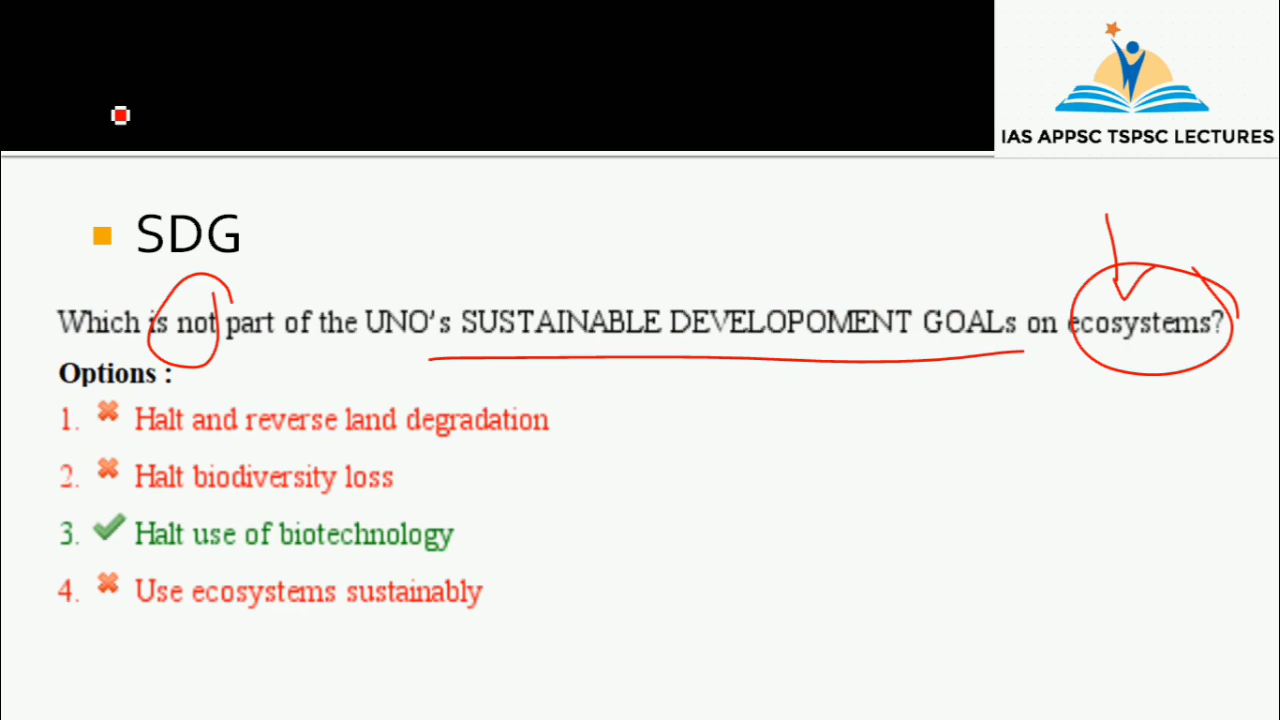 IAS APPSC TSPSC LECTURES
SDG
Which is not part of the UNO's SUSTAINABLE DEVELOPOMENT GOALs on ecosystems?
Options :
1. Halt and reverse land degradation
2. Halt biodiversity loss
3. Halt use of biotechnology
4. Use ecosystems sustainably